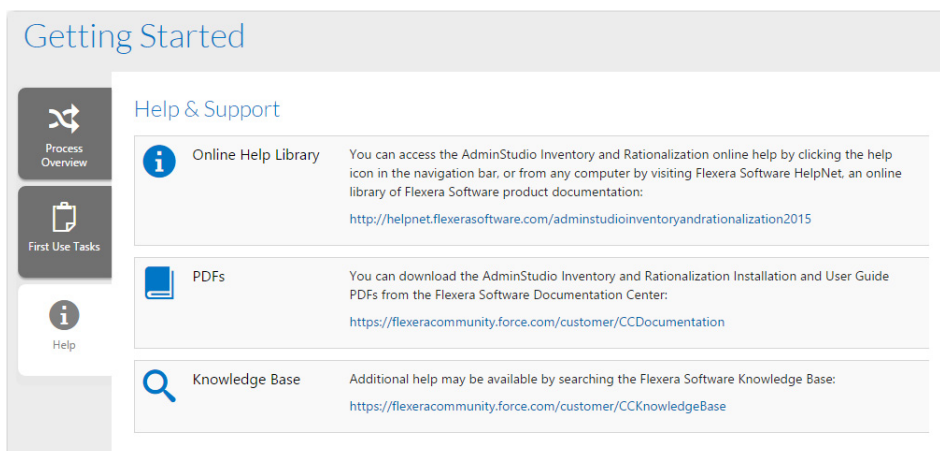 Getting Started
Process
Overview
First Use Tasks
Help
Help & Support
Online Help Library
You can access the AdminStudio Inventory and Rationalization online help by clicking the help
icon in the navigation bar, or from any computer by visiting Flexera Software HelpNet, an online
library of Flexera Software product documentation:
http://helpnet.flexerasoftware.com/adminstudioinventoryandrationalization2015
PDFs
You can download the AdminStudio Inventory and Rationalization Installation and User Guide
PDFs from the Flexera Software Documentation Center:
https://flexeracommunity.force.com/customer/CCDocumentation
Knowledge Base
Additional help may be available by searching the Flexera Software Knowledge Base:
https://flexeracommunity.force.com/customer/CCKnowledgeBase